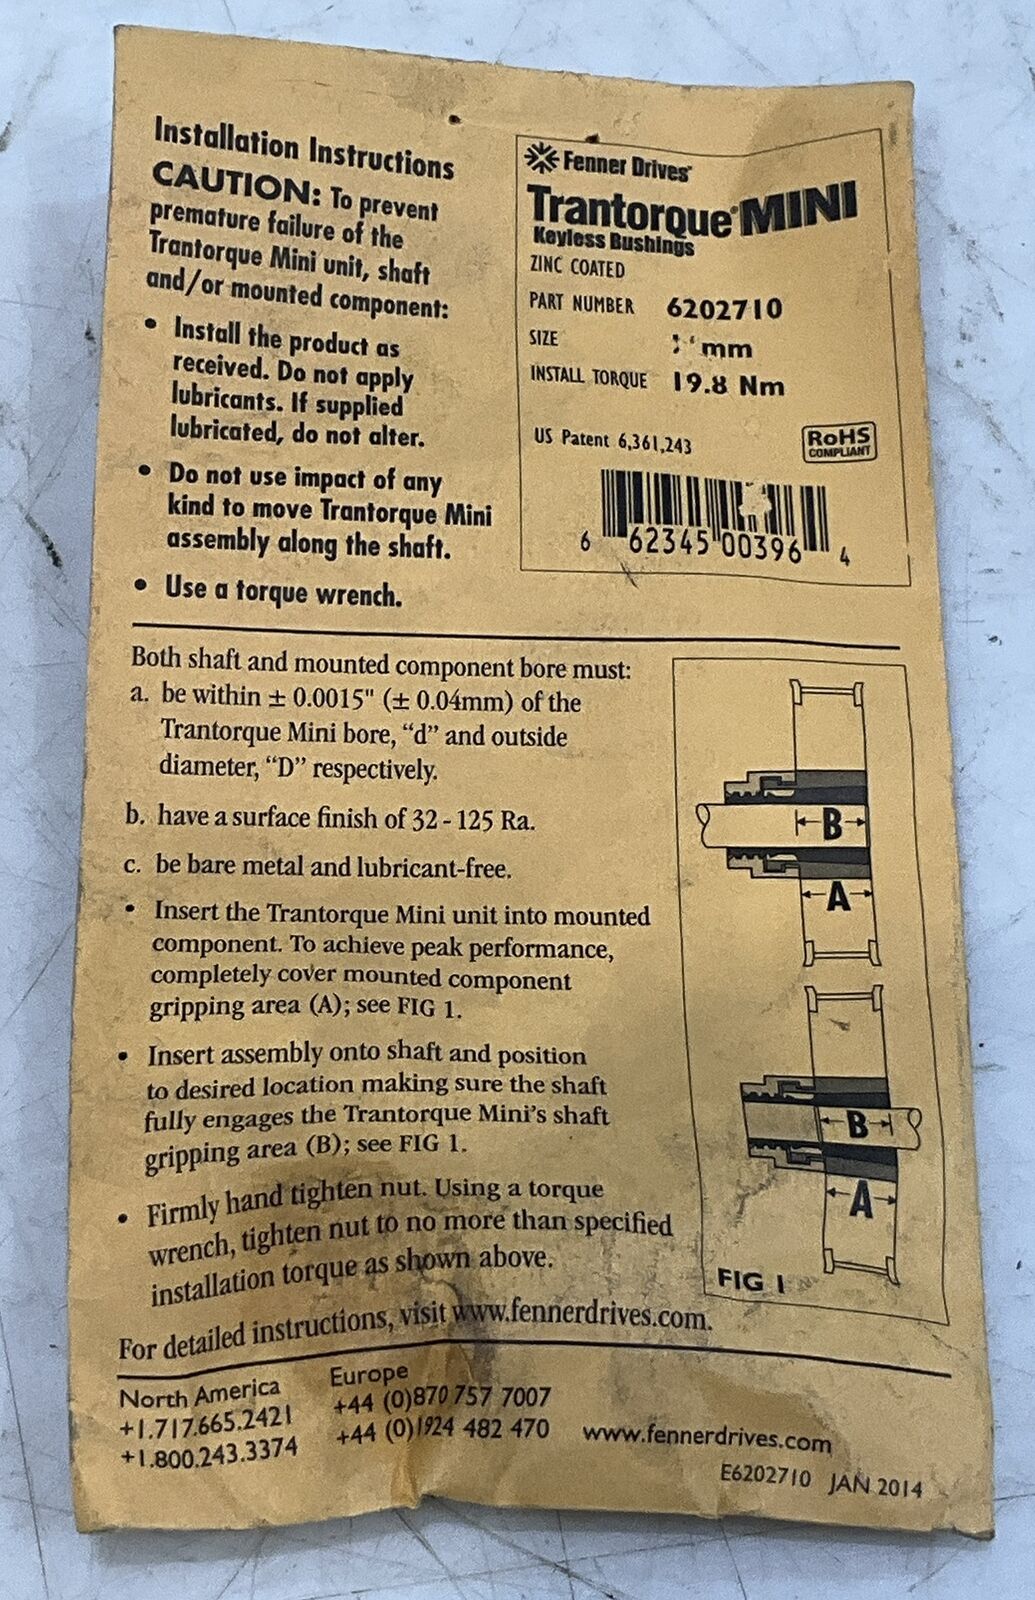 Installation Instructions
CAUTION: To prevent
premature failure of the
Trantorque Mini unit, shaft
and/or mounted component:
• Install the product as
received. Do not apply
lubricants. If supplied
lubricated, do not alter.
• Do not use impact of any
kind to move Trantorque Mini
assembly along the shaft.
• Use a torque wrench.
Fenner Drives™
Trantorque® MINI
Keyless Bushings
ZINC COATED
PART NUMBER 6202710
SIZE mm
INSTALL TORQUE 19.8 Nm
US Patent 6,361,243
RoHS
COMPLIANT
6 62345 00396 4
Both shaft and mounted component bore must:
a. be within ± 0.0015" (± 0.04mm) of the
Trantorque Mini bore, “d” and outside
diameter, “D” respectively.
b. have a surface finish of 32 - 125 Ra.
c. be bare metal and lubricant-free.
• Insert the Trantorque Mini unit into mounted
component. To achieve peak performance,
completely cover mounted component
gripping area (A); see FIG 1.
• Insert assembly onto shaft and position
to desired location making sure the shaft
fully engages the Trantorque Mini’s shaft
gripping area (B); see FIG 1.
• Firmly hand tighten nut. Using a torque
wrench, tighten nut to no more than specified
installation torque as shown above.
For detailed instructions, visit www.fennerdrives.com.
B
A
B
A
FIG 1
North America
+1.717.665.2421
+1.800.243.3374
Europe
+44 (0)870 757 7007
+44 (0)1924 482 470
www.fennerdrives.com
E6202710 JAN 2014